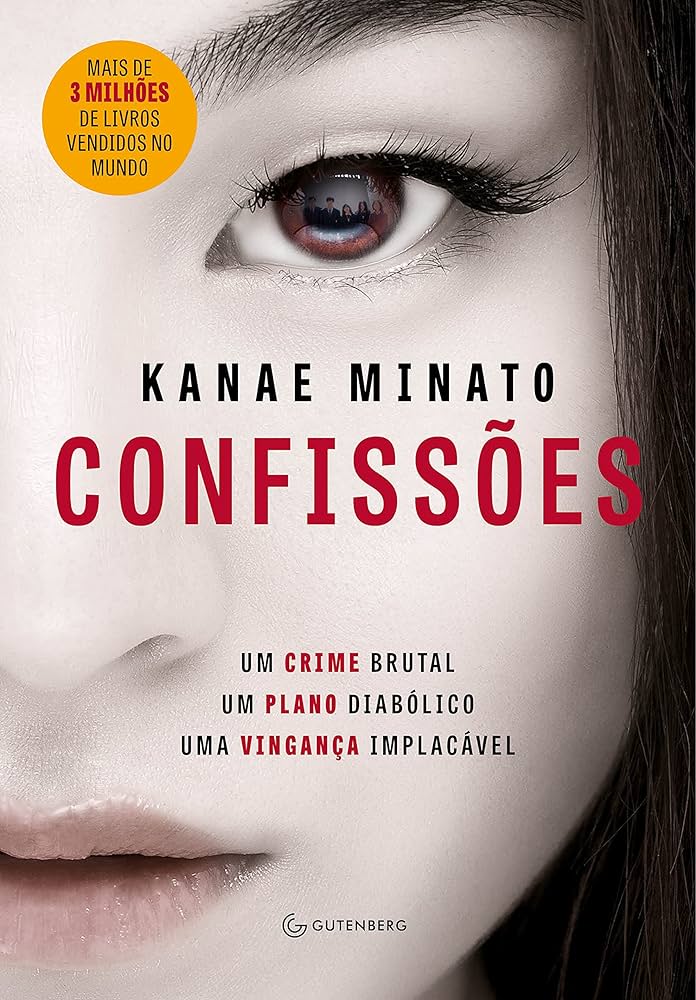 MAIS DE
3 MILHÕES
DE LIVROS
VENDIDOS NO
MUNDO
KANAE MINATO
CONFISSÕES
UM CRIME BRUTAL
UM PLANO DIABÓLICO
UMA VINGANÇA IMPLACÁVEL
GUTENBERG